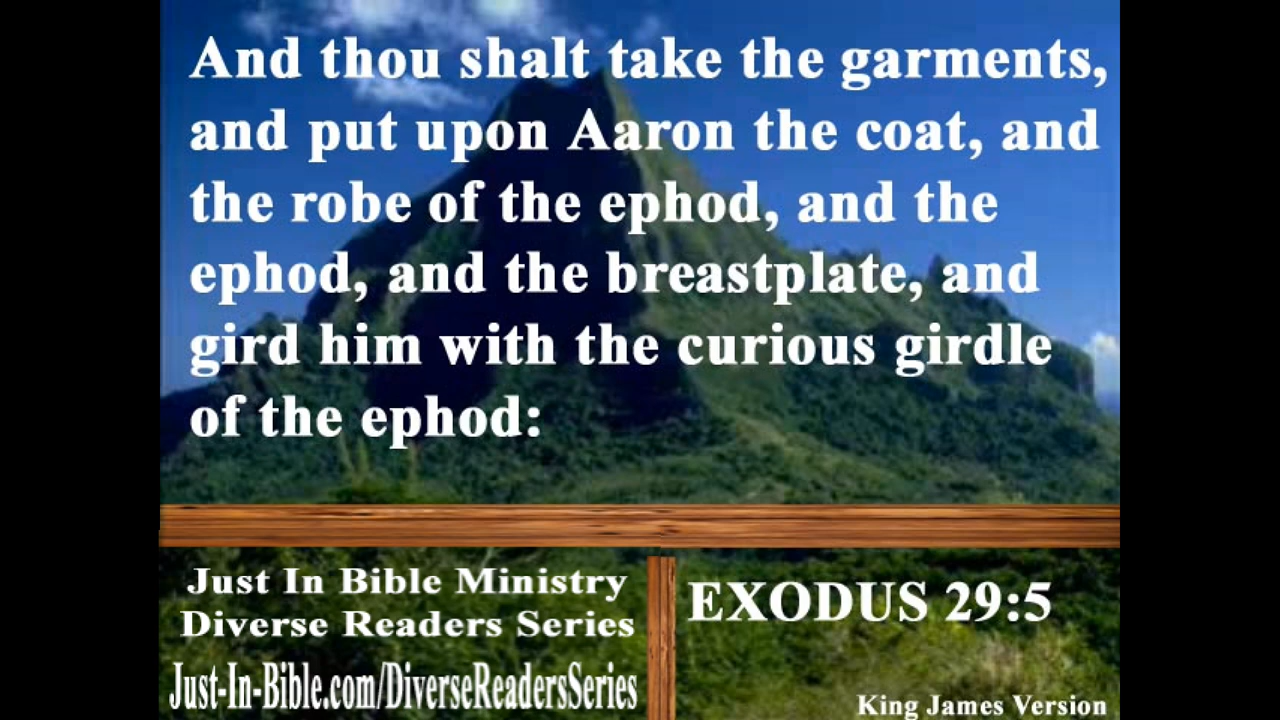 And thou shalt take the garments,
and put upon Aaron the coat, and
the robe of the ephod, and the
ephod, and the breastplate, and
gird him with the curious girdle
of the ephod:
Just In Bible Ministry
Diverse Readers Series
Just-In-Bible.com/DiverseReadersSeries
EXODUS 29:5
King James Version